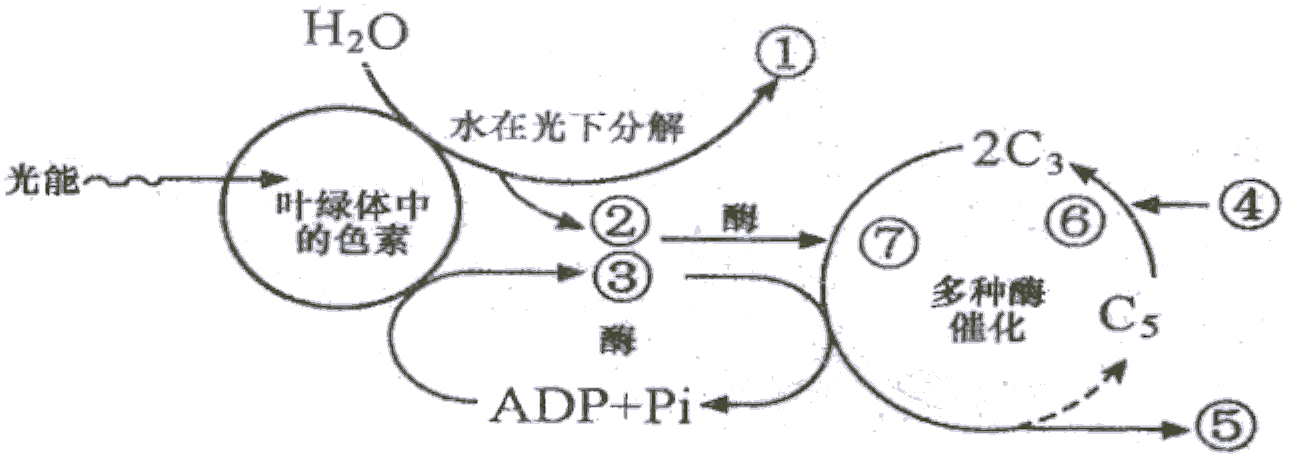 H₂O
①
水在光下分解
光能
叶绿体中
的色素
②
酶
③
酶
ADP+Pi
2C₃
④
⑥
⑦
多种酶
催化
C₅
⑤